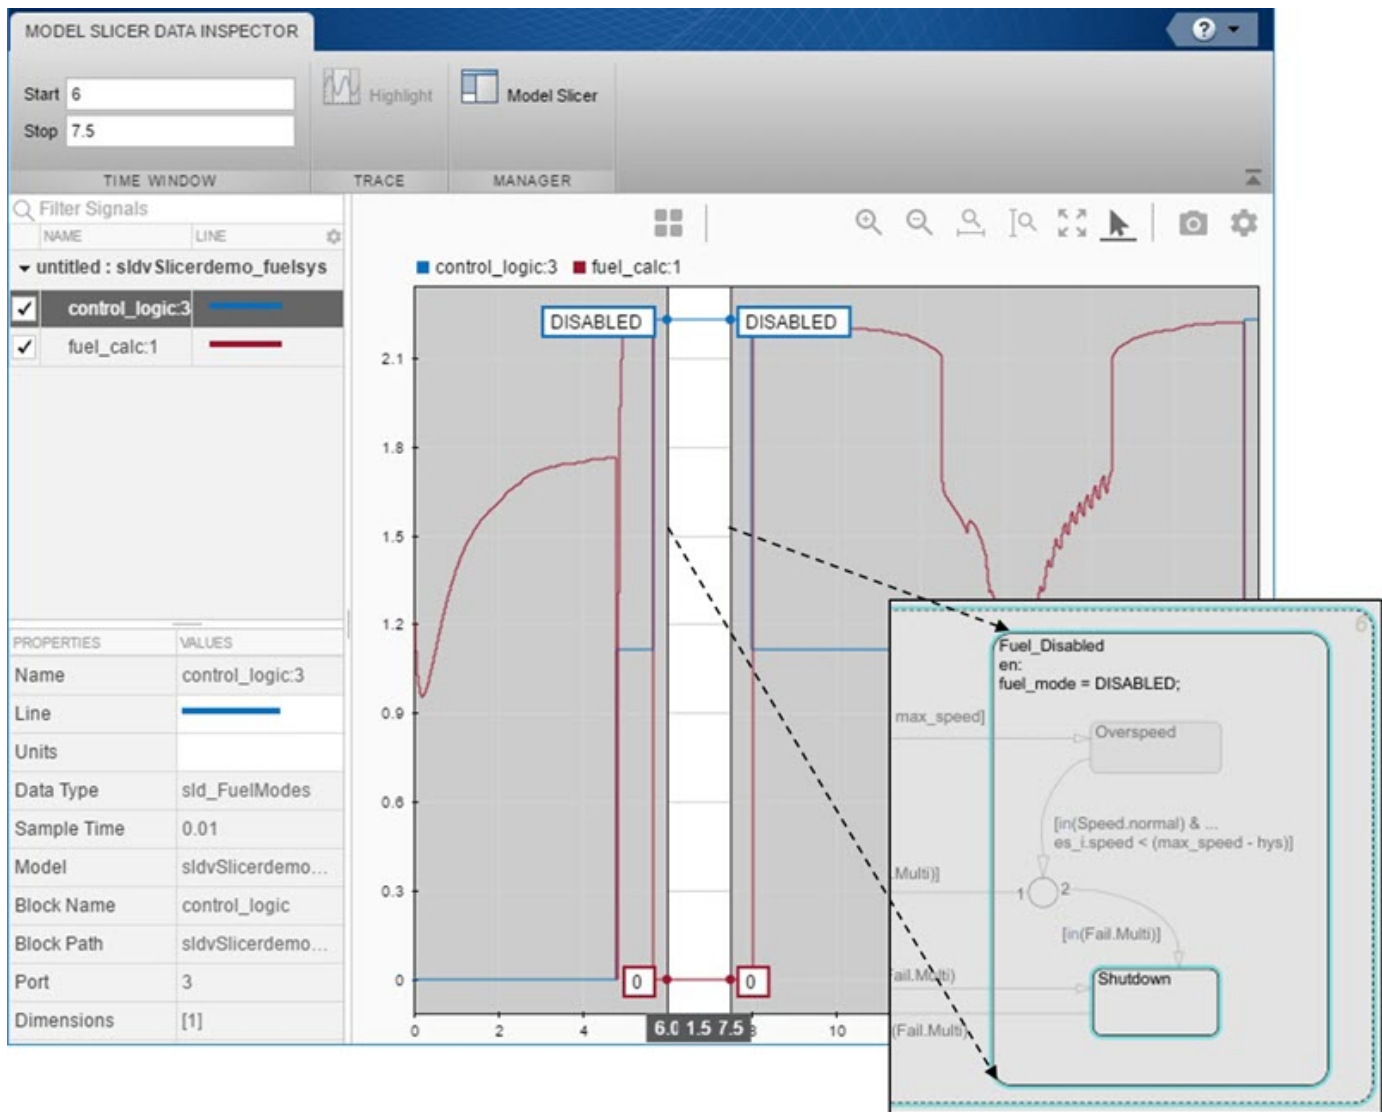 MODEL SLICER DATA INSPECTOR
?
Start 6
Stop 7.5
Highlight
Model Slicer
TIME WINDOW
TRACE
MANAGER
Filter Signals
NAME LINE
untitled : sldvSlicerdemo_fuelsys
control_logic:3
fuel_calc:1
control_logic:3 fuel_calc:1
DISABLED DISABLED
2.1
1.8
1.5
1.2
0.9
0.6
0.3
0
0 0
0 2 4 6.0 1.5 7.5 8 10
PROPERTIES VALUES
Name control_logic:3
Line
Units
Data Type sld_FuelModes
Sample Time 0.01
Model sldvSlicerdemo...
Block Name control_logic
Block Path sldvSlicerdemo...
Port 3
Dimensions [1]
6
Fuel_Disabled
en:
fuel_mode = DISABLED;
max_speed]
Overspeed
[in(Speed.normal) & ...
es_i.speed < (max_speed - hys)]
.Multi)]
1 2
[in(Fail.Multi)]
Fail.Multi)
Shutdown
(Fail.Multi)